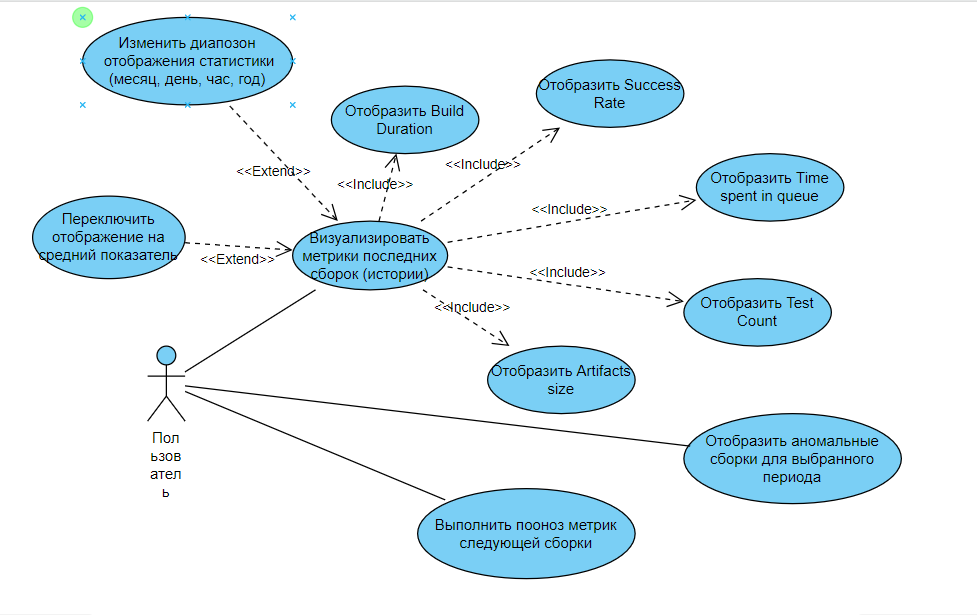 Изменить диапозон
отображения статистики
(месяц, день, час, год)
Отобразить Build
Duration
Отобразить Success
Rate
<<Extend>>
<<Include>>
<<Include>>
Отобразить Time
spent in queue
<<Include>>
Переключить
отображение на
средний показатель
<<Extend>>
Визуализировать
метрики последних
сборок (истории)
<<Include>>
Отобразить Test
Count
<<Include>>
Отобразить Artifacts
size
Пол
ьзов
ател
ь
Отобразить аномальные
сборки для выбранного
периода
Выполнить пооноз метрик
следующей сборки